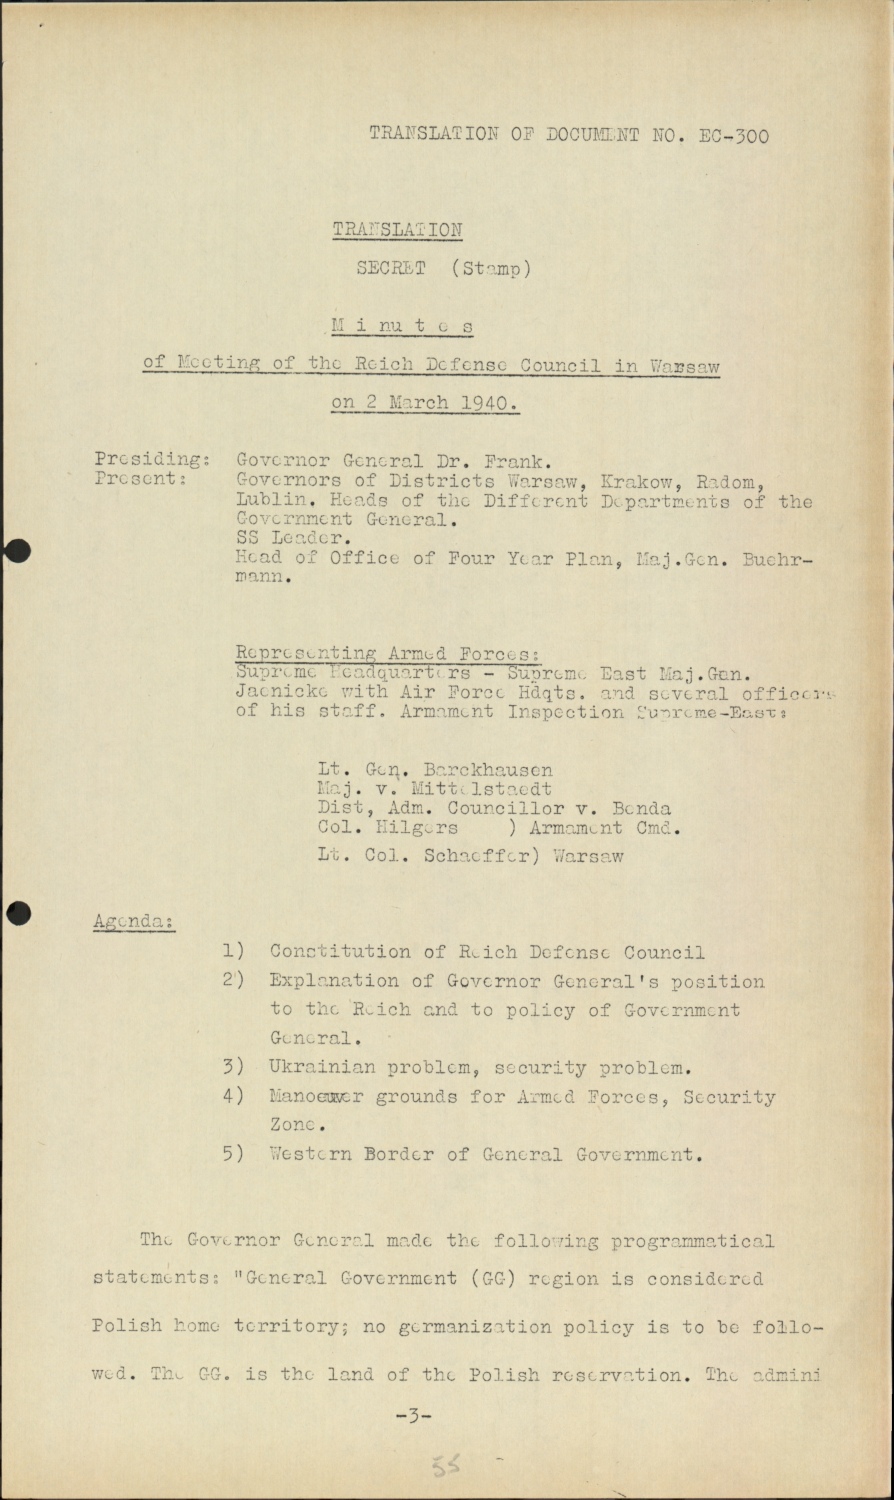 TRANSLATION OF DOCUMENT NO. EC-300
TRANSLATION
SECRET (Stamp)
M i nu t e s
of Meeting of the Reich Defense Council in Warsaw
on 2 March 1940.
Presiding: Governor General Dr. Frank.
Present: Governors of Districts Warsaw, Krakow, Radom,
Lublin. Heads of the Different Departments of the
Government General.
SS Leader.
Head of Office of Four Year Plan, Maj.Gen. Buehr-
mann.
Representing Armed Forces:
Supreme Headquarters - Supreme East Maj.Gen.
Jaenicke with Air Force Hdqts. and several officers
of his staff. Armament Inspection Supreme-East:
Lt. Gen. Barckhausen
Maj. v. Mittelstaedt
Dist, Adm. Councillor v. Benda
Col. Hilgers ) Armament Cmd.
Lt. Col. Schaeffer) Warsaw
Agenda:
1) Constitution of Reich Defense Council
2) Explanation of Governor General's position
to the Reich and to policy of Government
General.
3) Ukrainian problem, security problem.
4) Manoeuver grounds for Armed Forces, Security
Zone.
5) Western Border of General Government.
The Governor General made the following programmatical
statements: "General Government (GG) region is considered
Polish home territory; no germanization policy is to be follo-
wed. The GG. is the land of the Polish reservation. The admini
-3-
55